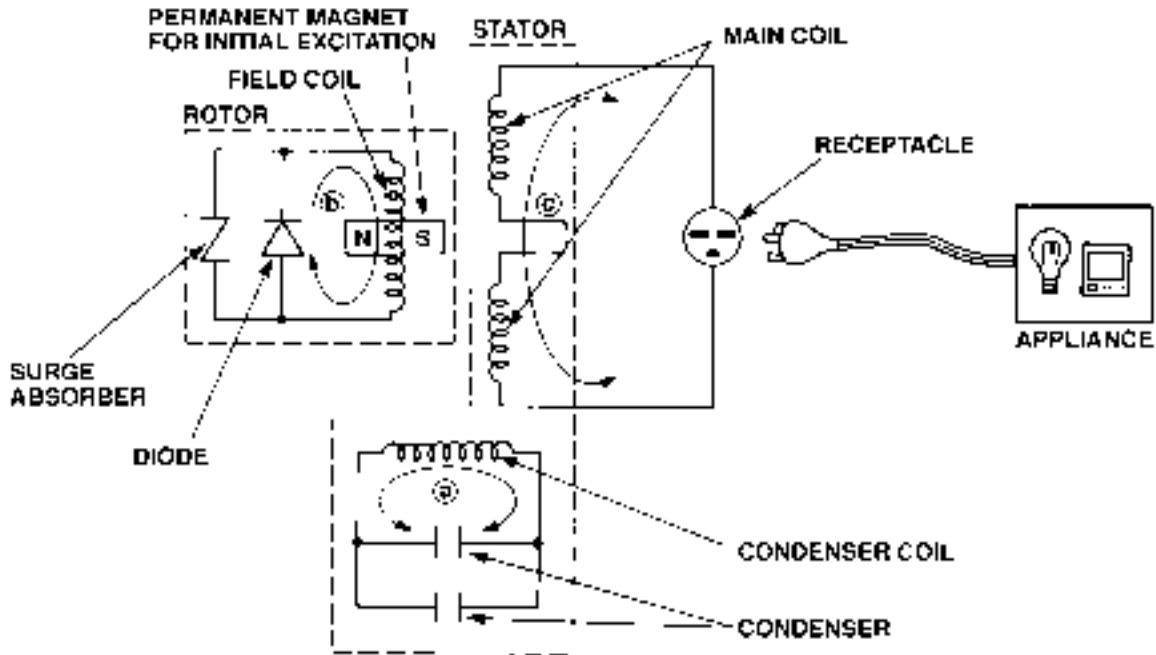 PERMANENT MAGNET
FOR INITIAL EXCITATION
STATOR
MAIN COIL
FIELD COIL
ROTOR
RECEPTACLE
b
N
S
c
APPLIANCE
SURGE
ABSORBER
DIODE
a
CONDENSER COIL
CONDENSER